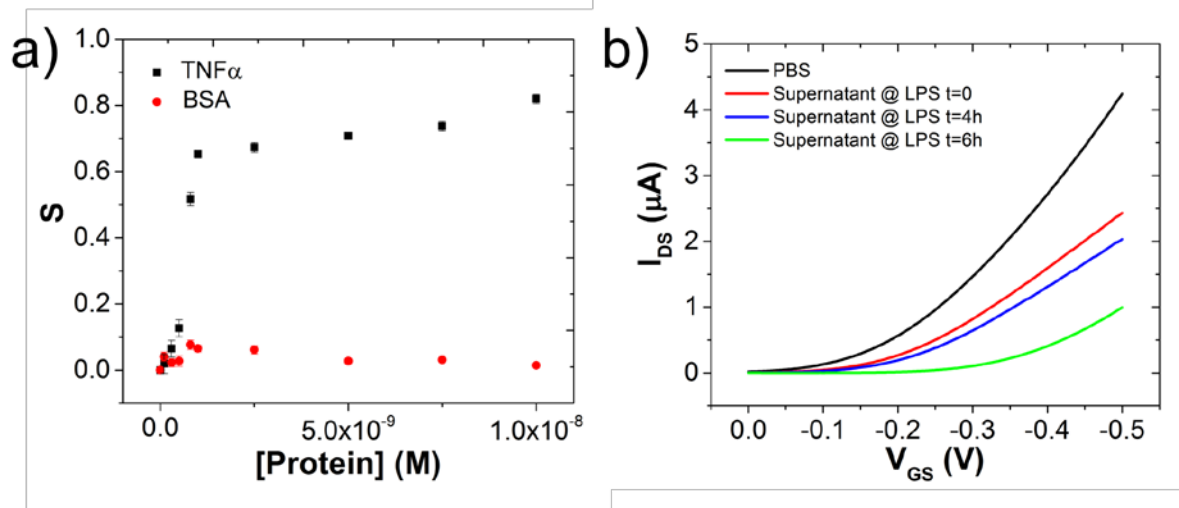 a)
1.0
0.8
0.6
0.4
0.2
0.0
S
TNFα
BSA
0.0
5.0x10⁻⁹
1.0x10⁻⁸
[Protein] (M)
b)
5
4
3
2
1
0
I_DS (μA)
PBS
Supernatant @ LPS t=0
Supernatant @ LPS t=4h
Supernatant @ LPS t=6h
0.0
-0.1
-0.2
-0.3
-0.4
-0.5
V_GS (V)